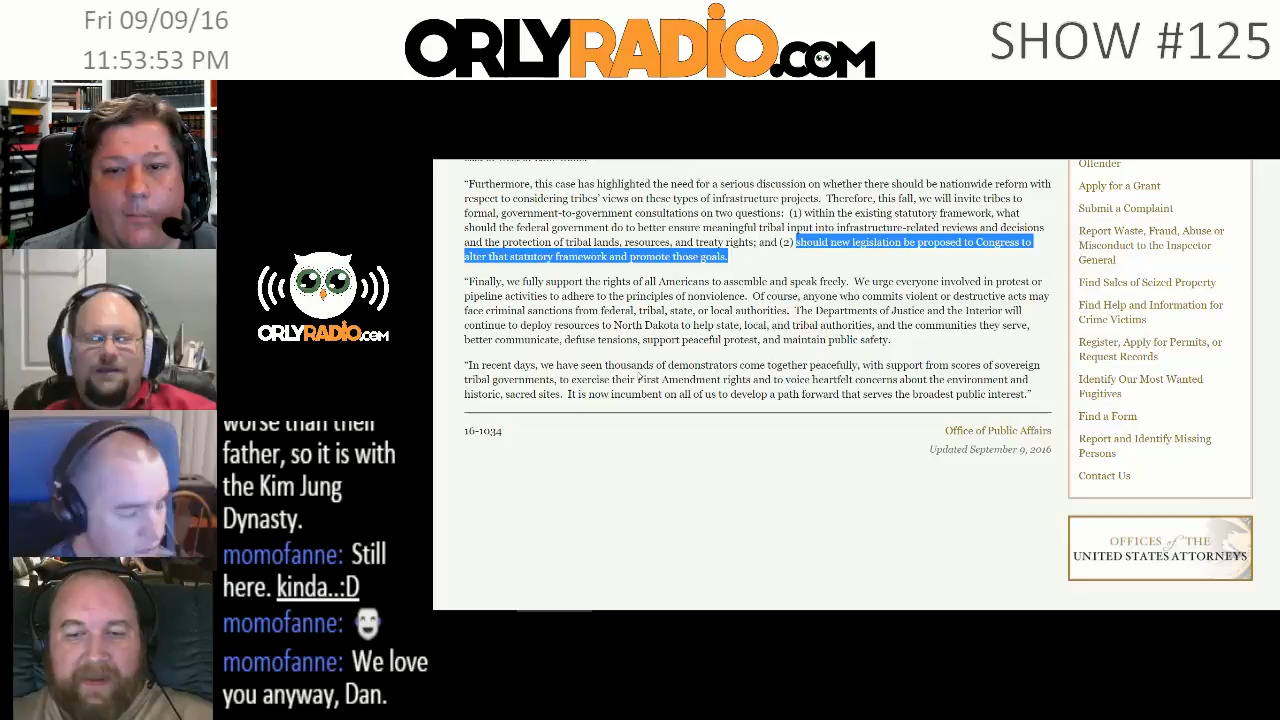 Fri 09/09/16
11:53:53 PM
ORLYRADiO.COM
SHOW #125
ORLYRADiO.COM
worse than their
father, so it is with
the Kim Jung
Dynasty.
momofanne: Still
here. kinda..:D
momofanne:
momofanne: We love
you anyway, Dan.
“Furthermore, this case has highlighted the need for a serious discussion on whether there should be nationwide reform with
respect to considering tribes’ views on these types of infrastructure projects.  Therefore, this fall, we will invite tribes to
formal, government-to-government consultations on two questions:  (1) within the existing statutory framework, what
should the federal government do to better ensure meaningful tribal input into infrastructure-related reviews and decisions
and the protection of tribal lands, resources, and treaty rights; and (2) should new legislation be proposed to Congress to
alter that statutory framework and promote those goals.
“Finally, we fully support the rights of all Americans to assemble and speak freely.  We urge everyone involved in protest or
pipeline activities to adhere to the principles of nonviolence.  Of course, anyone who commits violent or destructive acts may
face criminal sanctions from federal, tribal, state, or local authorities.  The Departments of Justice and the Interior will
continue to deploy resources to North Dakota to help state, local, and tribal authorities, and the communities they serve,
better communicate, defuse tensions, support peaceful protest, and maintain public safety.
“In recent days, we have seen thousands of demonstrators come together peacefully, with support from scores of sovereign
tribal governments, to exercise their First Amendment rights and to voice heartfelt concerns about the environment and
historic, sacred sites.  It is now incumbent on all of us to develop a path forward that serves the broadest public interest.”
16-1034
Office of Public Affairs
Updated September 9, 2016
Offender
Apply for a Grant
Submit a Complaint
Report Waste, Fraud, Abuse or
Misconduct to the Inspector
General
Find Sales of Seized Property
Find Help and Information for
Crime Victims
Register, Apply for Permits, or
Request Records
Identify Our Most Wanted
Fugitives
Find a Form
Report and Identify Missing
Persons
Contact Us
OFFICES of THE
UNITED STATES ATTORNEYS